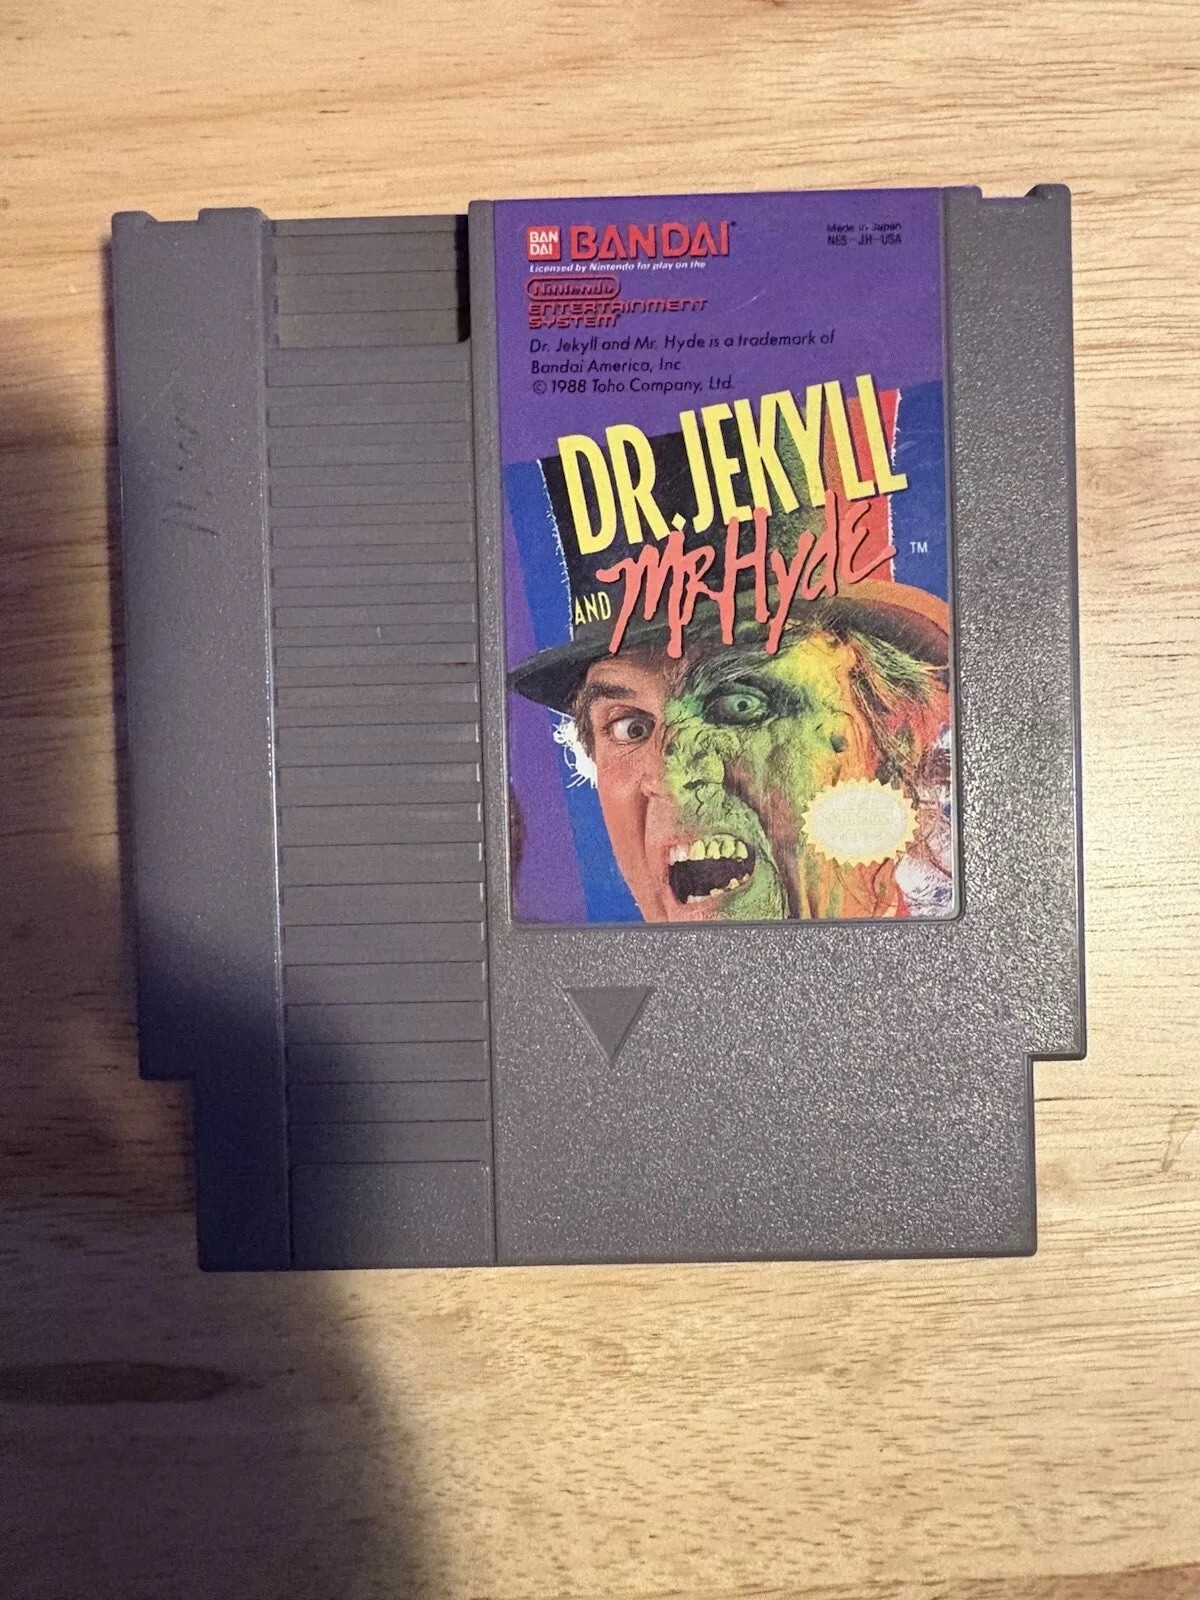 BAN
DAI
BANDAI®
Made in Japan
NES-JH-USA
Licensed by Nintendo for play on the
Nintendo
ENTERTAINMENT
SYSTEM®
Dr. Jekyll and Mr. Hyde is a trademark of
Bandai America, Inc.
© 1988 Toho Company, Ltd.
DR. JEKYLL
AND MR Hyde ™